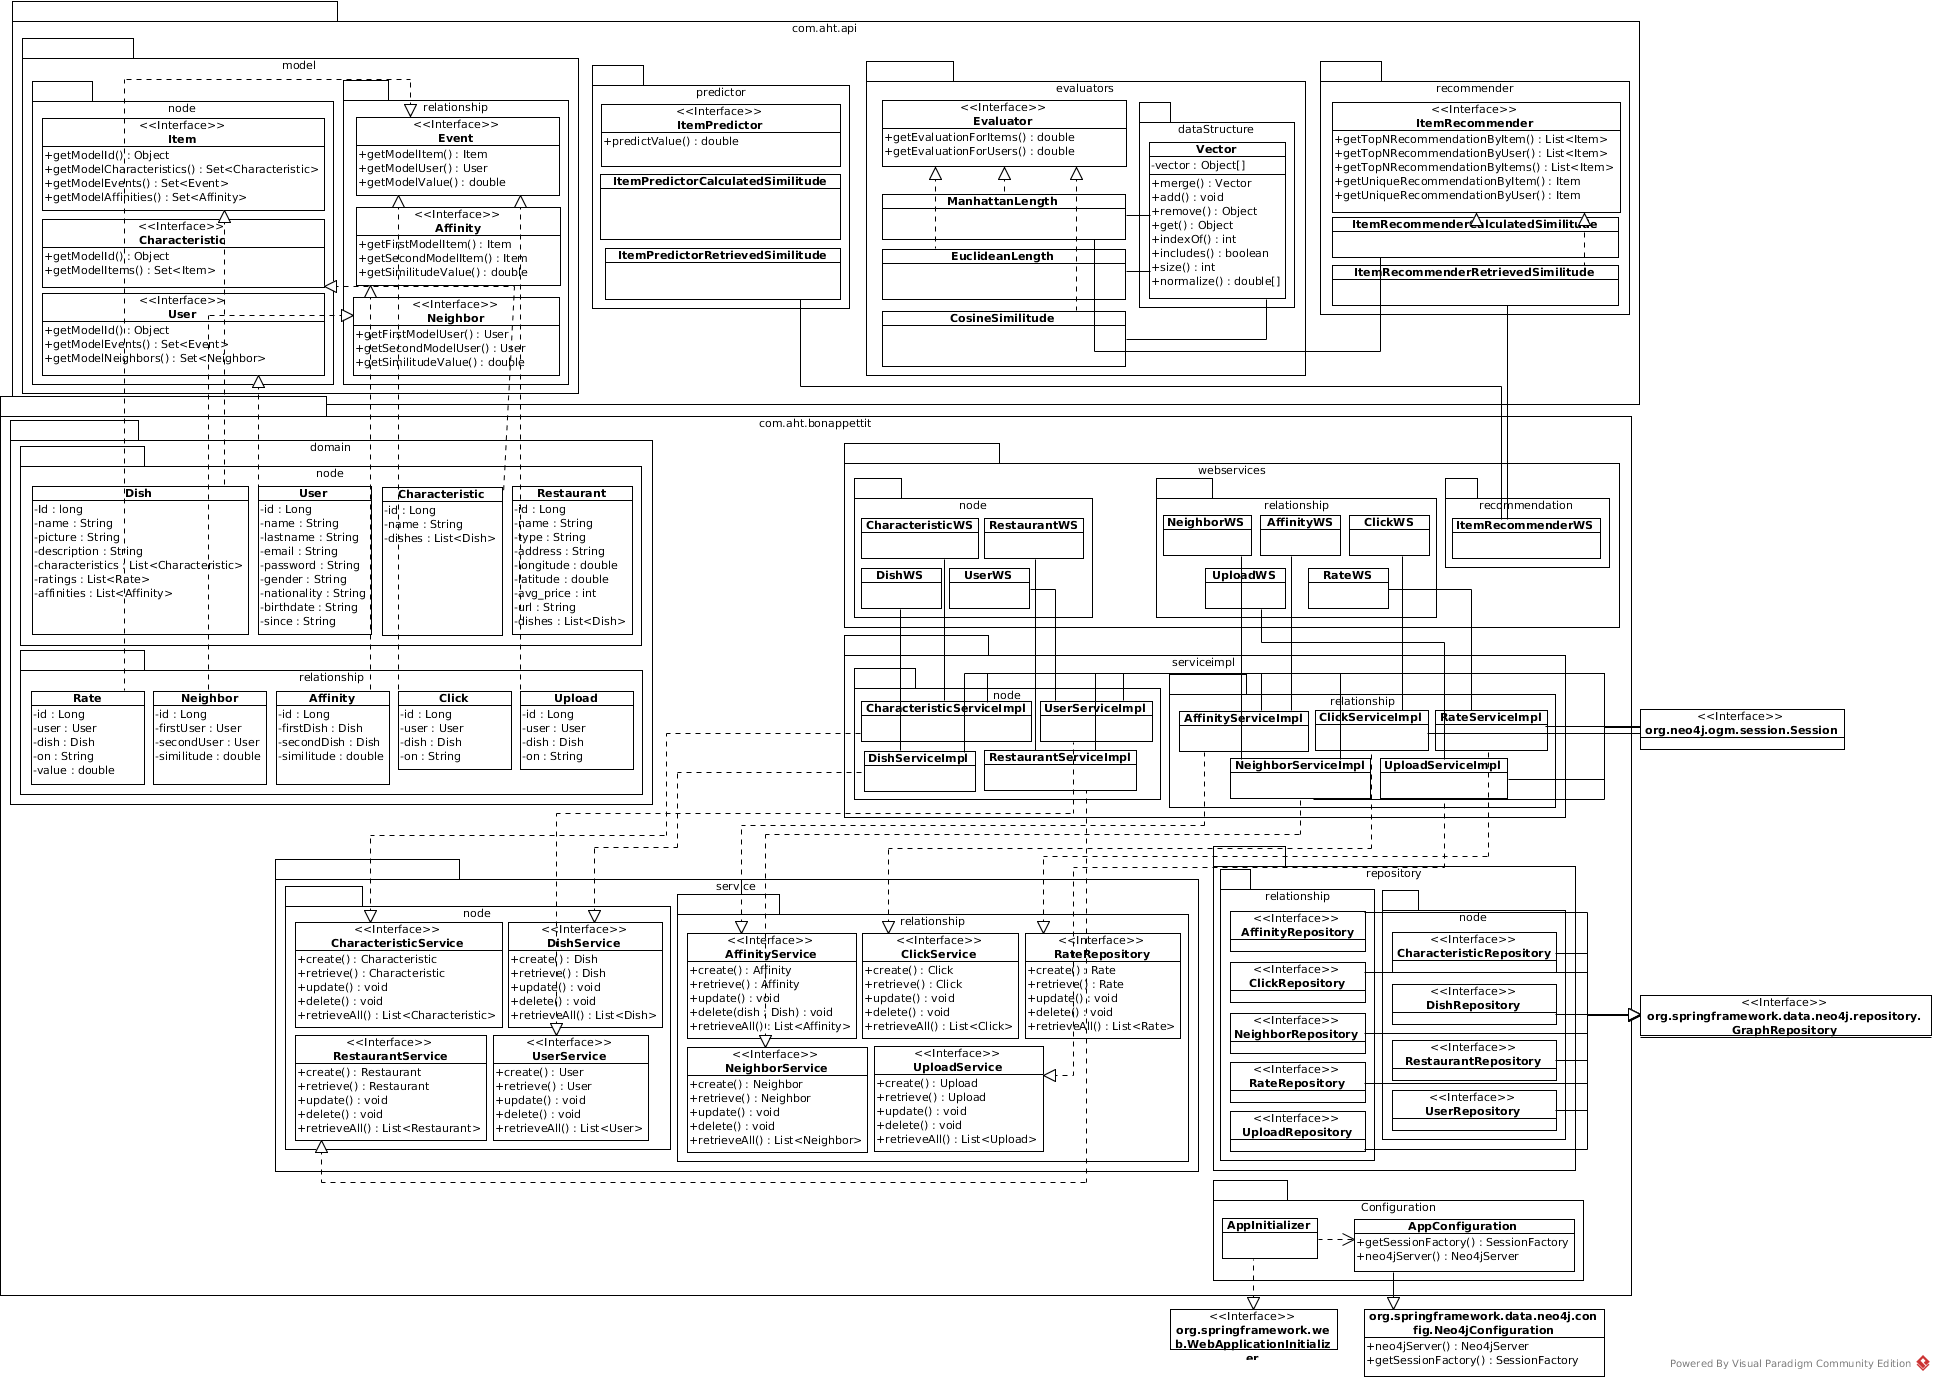 com.aht.api
model
node
<<Interface>>
Item
+getModelId() : Object
+getModelCharacteristics() : Set<Characteristic>
+getModelEvents() : Set<Event>
+getModelAffinities() : Set<Affinity>
<<Interface>>
Characteristic
+getModelId() : Object
+getModelItems() : Set<Item>
<<Interface>>
User
+getModelId() : Object
+getModelEvents() : Set<Event>
+getModelNeighbors() : Set<Neighbor>
relationship
<<Interface>>
Event
+getModelItem() : Item
+getModelUser() : User
+getModelValue() : double
<<Interface>>
Affinity
+getFirstModelItem() : Item
+getSecondModelItem() : Item
+getSimilitudeValue() : double
<<Interface>>
Neighbor
+getFirstModelUser() : User
+getSecondModelUser() : User
+getSimilitudeValue() : double
predictor
<<Interface>>
ItemPredictor
+predictValue() : double
ItemPredictorCalculatedSimilitude
ItemPredictorRetrievedSimilitude
evaluators
<<Interface>>
Evaluator
+getEvaluationForItems() : double
+getEvaluationForUsers() : double
ManhattanLength
EuclideanLength
CosineSimilitude
dataStructure
Vector
-vector : Object[]
+merge() : Vector
+add() : void
+remove() : Object
+get() : Object
+indexOf() : int
+includes() : boolean
+size() : int
+normalize() : double[]
recommender
<<Interface>>
ItemRecommender
+getTopNRecommendationByItem() : List<Item>
+getTopNRecommendationByUser() : List<Item>
+getTopNRecommendationByItems() : List<Item>
+getUniqueRecommendationByItem() : Item
+getUniqueRecommendationByUser() : Item
ItemRecommenderCalculatedSimilitude
ItemRecommenderRetrievedSimilitude
com.aht.bonappettit
domain
node
Dish
-Id : long
-name : String
-picture : String
-description : String
-characteristics : List<Characteristic>
-ratings : List<Rate>
-affinities : List<Affinity>
User
-id : Long
-name : String
-lastname : String
-email : String
-password : String
-gender : String
-nationality : String
-birthdate : String
-since : String
Characteristic
-id : Long
-name : String
-dishes : List<Dish>
Restaurant
-id : Long
-name : String
-type : String
-address : String
-longitude : double
-latitude : double
-avg_price : int
-url : String
-dishes : List<Dish>
relationship
Rate
-id : Long
-user : User
-dish : Dish
-on : String
-value : double
Neighbor
-id : Long
-firstUser : User
-secondUser : User
-similitude : double
Affinity
-id : Long
-firstDish : Dish
-secondDish : Dish
-similitude : double
Click
-id : Long
-user : User
-dish : Dish
-on : String
Upload
-id : Long
-user : User
-dish : Dish
-on : String
webservices
node
CharacteristicWS
RestaurantWS
DishWS
UserWS
relationship
NeighborWS
AffinityWS
ClickWS
UploadWS
RateWS
recommendation
ItemRecommenderWS
serviceimpl
node
CharacteristicServiceImpl
UserServiceImpl
DishServiceImpl
RestaurantServiceImpl
relationship
AffinityServiceImpl
ClickServiceImpl
RateServiceImpl
NeighborServiceImpl
UploadServiceImpl
<<Interface>>
org.neo4j.ogm.session.Session
service
node
<<Interface>>
CharacteristicService
+create() : Characteristic
+retrieve() : Characteristic
+update() : void
+delete() : void
+retrieveAll() : List<Characteristic>
<<Interface>>
DishService
+create() : Dish
+retrieve() : Dish
+update() : void
+delete() : void
+retrieveAll() : List<Dish>
<<Interface>>
RestaurantService
+create() : Restaurant
+retrieve() : Restaurant
+update() : void
+delete() : void
+retrieveAll() : List<Restaurant>
<<Interface>>
UserService
+create() : User
+retrieve() : User
+update() : void
+delete() : void
+retrieveAll() : List<User>
relationship
<<Interface>>
AffinityService
+create() : Affinity
+retrieve() : Affinity
+update() : void
+delete(dish : Dish) : void
+retrieveAll() : List<Affinity>
<<Interface>>
ClickService
+create() : Click
+retrieve() : Click
+update() : void
+delete() : void
+retrieveAll() : List<Click>
<<Interface>>
RateRepository
+create() : Rate
+retrieve() : Rate
+update() : void
+delete() : void
+retrieveAll() : List<Rate>
<<Interface>>
NeighborService
+create() : Neighbor
+retrieve() : Neighbor
+update() : void
+delete() : void
+retrieveAll() : List<Neighbor>
<<Interface>>
UploadService
+create() : Upload
+retrieve() : Upload
+update() : void
+delete() : void
+retrieveAll() : List<Upload>
repository
relationship
<<Interface>>
AffinityRepository
<<Interface>>
ClickRepository
<<Interface>>
NeighborRepository
<<Interface>>
RateRepository
<<Interface>>
UploadRepository
node
<<Interface>>
CharacteristicRepository
<<Interface>>
DishRepository
<<Interface>>
RestaurantRepository
<<Interface>>
UserRepository
<<Interface>>
org.springframework.data.neo4j.repository.
GraphRepository
Configuration
AppInitializer
AppConfiguration
+getSessionFactory() : SessionFactory
+neo4jServer() : Neo4jServer
<<Interface>>
org.springframework.we
b.WebApplicationInitializ
er
org.springframework.data.neo4j.con
fig.Neo4jConfiguration
+neo4jServer() : Neo4jServer
+getSessionFactory() : SessionFactory
Powered By Visual Paradigm Community Edition